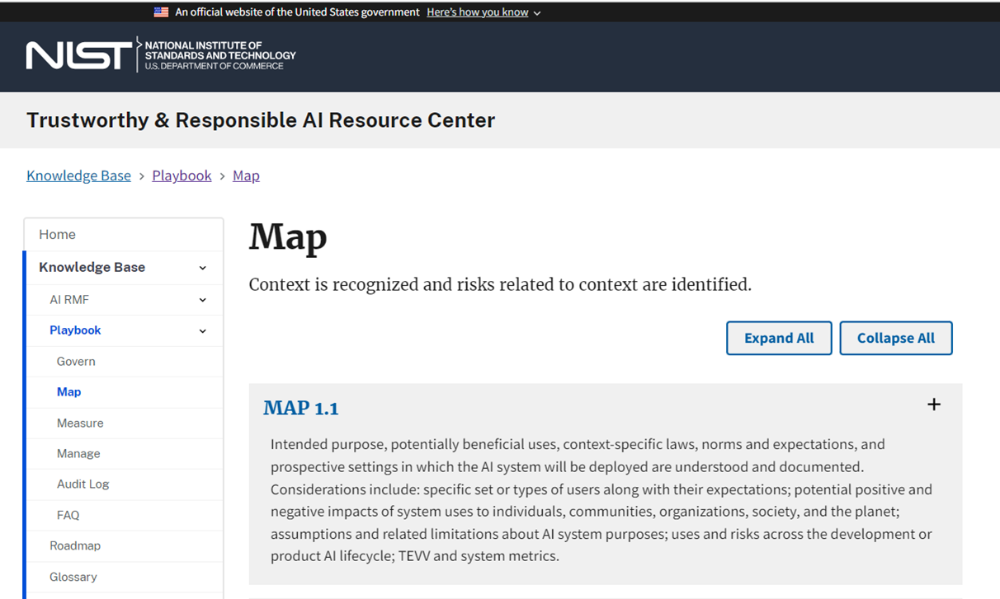 An official website of the United States government Here's how you know
NIST
NATIONAL INSTITUTE OF
STANDARDS AND TECHNOLOGY
U.S. DEPARTMENT OF COMMERCE
Trustworthy & Responsible AI Resource Center
Knowledge Base > Playbook > Map
Home
Knowledge Base
AI RMF
Playbook
Govern
Map
Measure
Manage
Audit Log
FAQ
Roadmap
Glossary
Map
Context is recognized and risks related to context are identified.
Expand All
Collapse All
MAP 1.1
Intended purpose, potentially beneficial uses, context-specific laws, norms and expectations, and
prospective settings in which the AI system will be deployed are understood and documented.
Considerations include: specific set or types of users along with their expectations; potential positive and
negative impacts of system uses to individuals, communities, organizations, society, and the planet;
assumptions and related limitations about AI system purposes; uses and risks across the development or
product AI lifecycle; TEVV and system metrics.